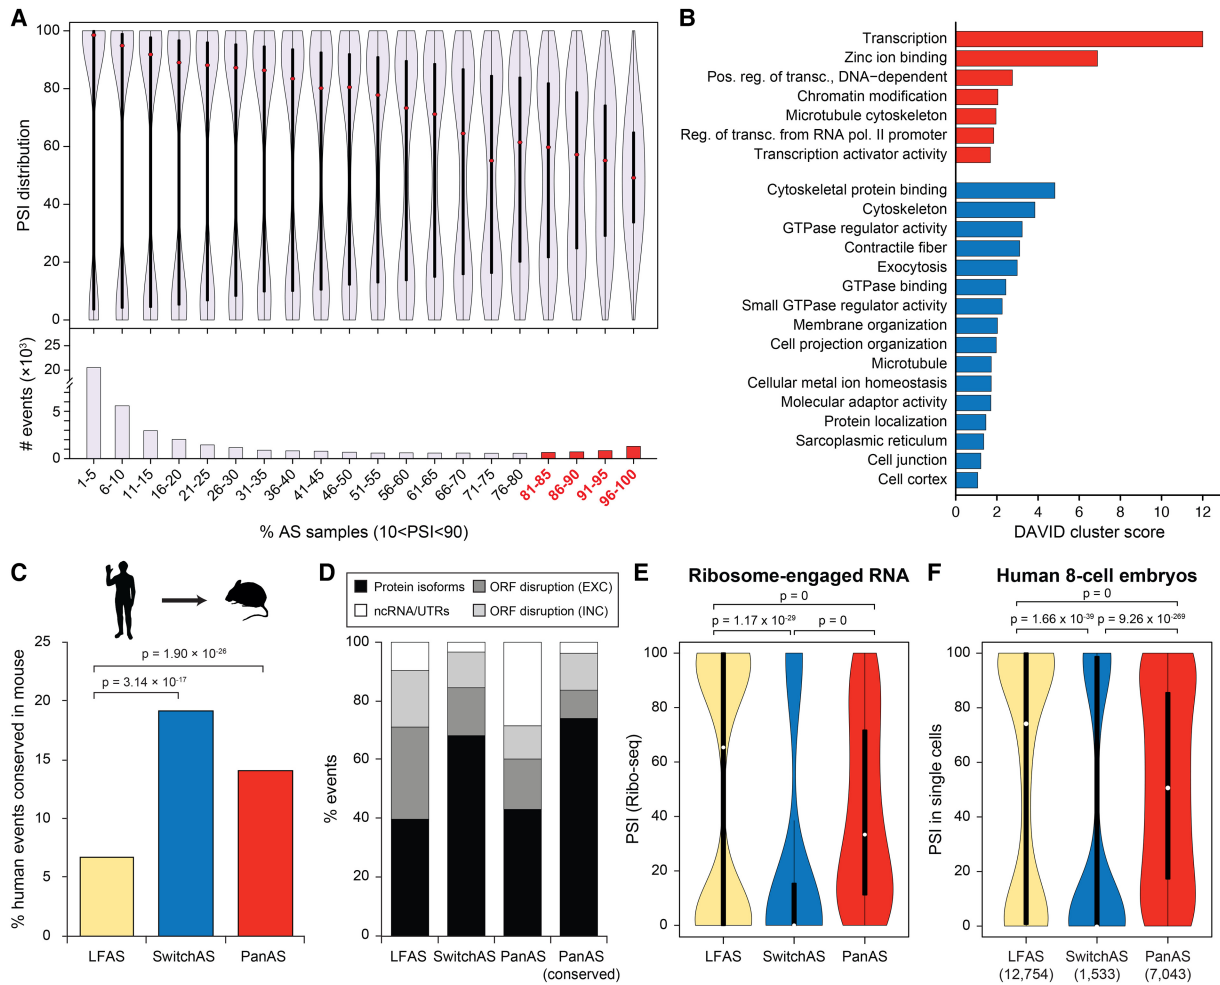 A
PSI distribution
100
80
60
40
20
0
# events (×10³)
25
20
5
0
1-5
6-10
11-15
16-20
21-25
26-30
31-35
36-40
41-45
46-50
51-55
56-60
61-65
66-70
71-75
76-80
81-85
86-90
91-95
96-100
% AS samples (10<PSI<90)
B
Transcription
Zinc ion binding
Pos. reg. of transc., DNA−dependent
Chromatin modification
Microtubule cytoskeleton
Reg. of transc. from RNA pol. II promoter
Transcription activator activity
Cytoskeletal protein binding
Cytoskeleton
GTPase regulator activity
Contractile fiber
Exocytosis
GTPase binding
Small GTPase regulator activity
Membrane organization
Cell projection organization
Microtubule
Cellular metal ion homeostasis
Molecular adaptor activity
Protein localization
Sarcoplasmic reticulum
Cell junction
Cell cortex
0 2 4 6 8 10 12
DAVID cluster score
C
% human events conserved in mouse
25
20
15
10
5
0
p = 1.90 × 10⁻²⁶
p = 3.14 × 10⁻¹⁷
LFAS SwitchAS PanAS
D
Protein isoforms
ORF disruption (EXC)
ncRNA/UTRs
ORF disruption (INC)
% events
100
80
60
40
20
0
LFAS SwitchAS PanAS PanAS
(conserved)
E
Ribosome-engaged RNA
p = 0
p = 1.17 x 10⁻²⁹
p = 0
PSI (Ribo-seq)
100
80
60
40
20
0
LFAS SwitchAS PanAS
F
Human 8-cell embryos
p = 0
p = 1.66 x 10⁻³⁹
p = 9.26 x 10⁻²⁶⁹
PSI in single cells
100
80
60
40
20
0
LFAS SwitchAS PanAS
(12,754) (1,533) (7,043)